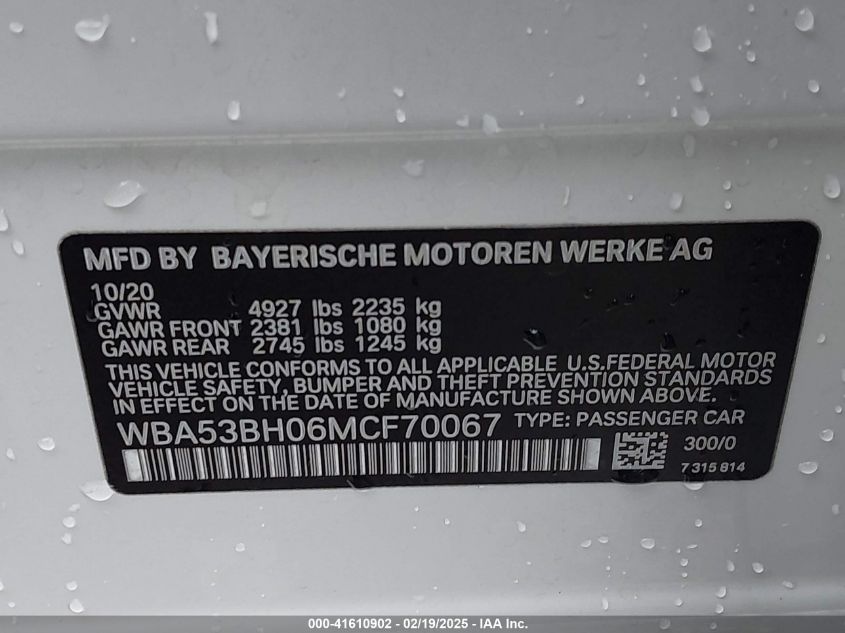 MFD BY BAYERISCHE MOTOREN WERKE AG
10/20
GVWR 4927 lbs 2235 kg
GAWR FRONT 2381 lbs 1080 kg
GAWR REAR 2745 lbs 1245 kg
THIS VEHICLE CONFORMS TO ALL APPLICABLE U.S.FEDERAL MOTOR
VEHICLE SAFETY, BUMPER AND THEFT PREVENTION STANDARDS
IN EFFECT ON THE DATE OF MANUFACTURE SHOWN ABOVE.
WBA53BH06MCF70067 TYPE: PASSENGER CAR
300/0
7 315 814
000-41610902 - 02/19/2025 - IAA Inc.